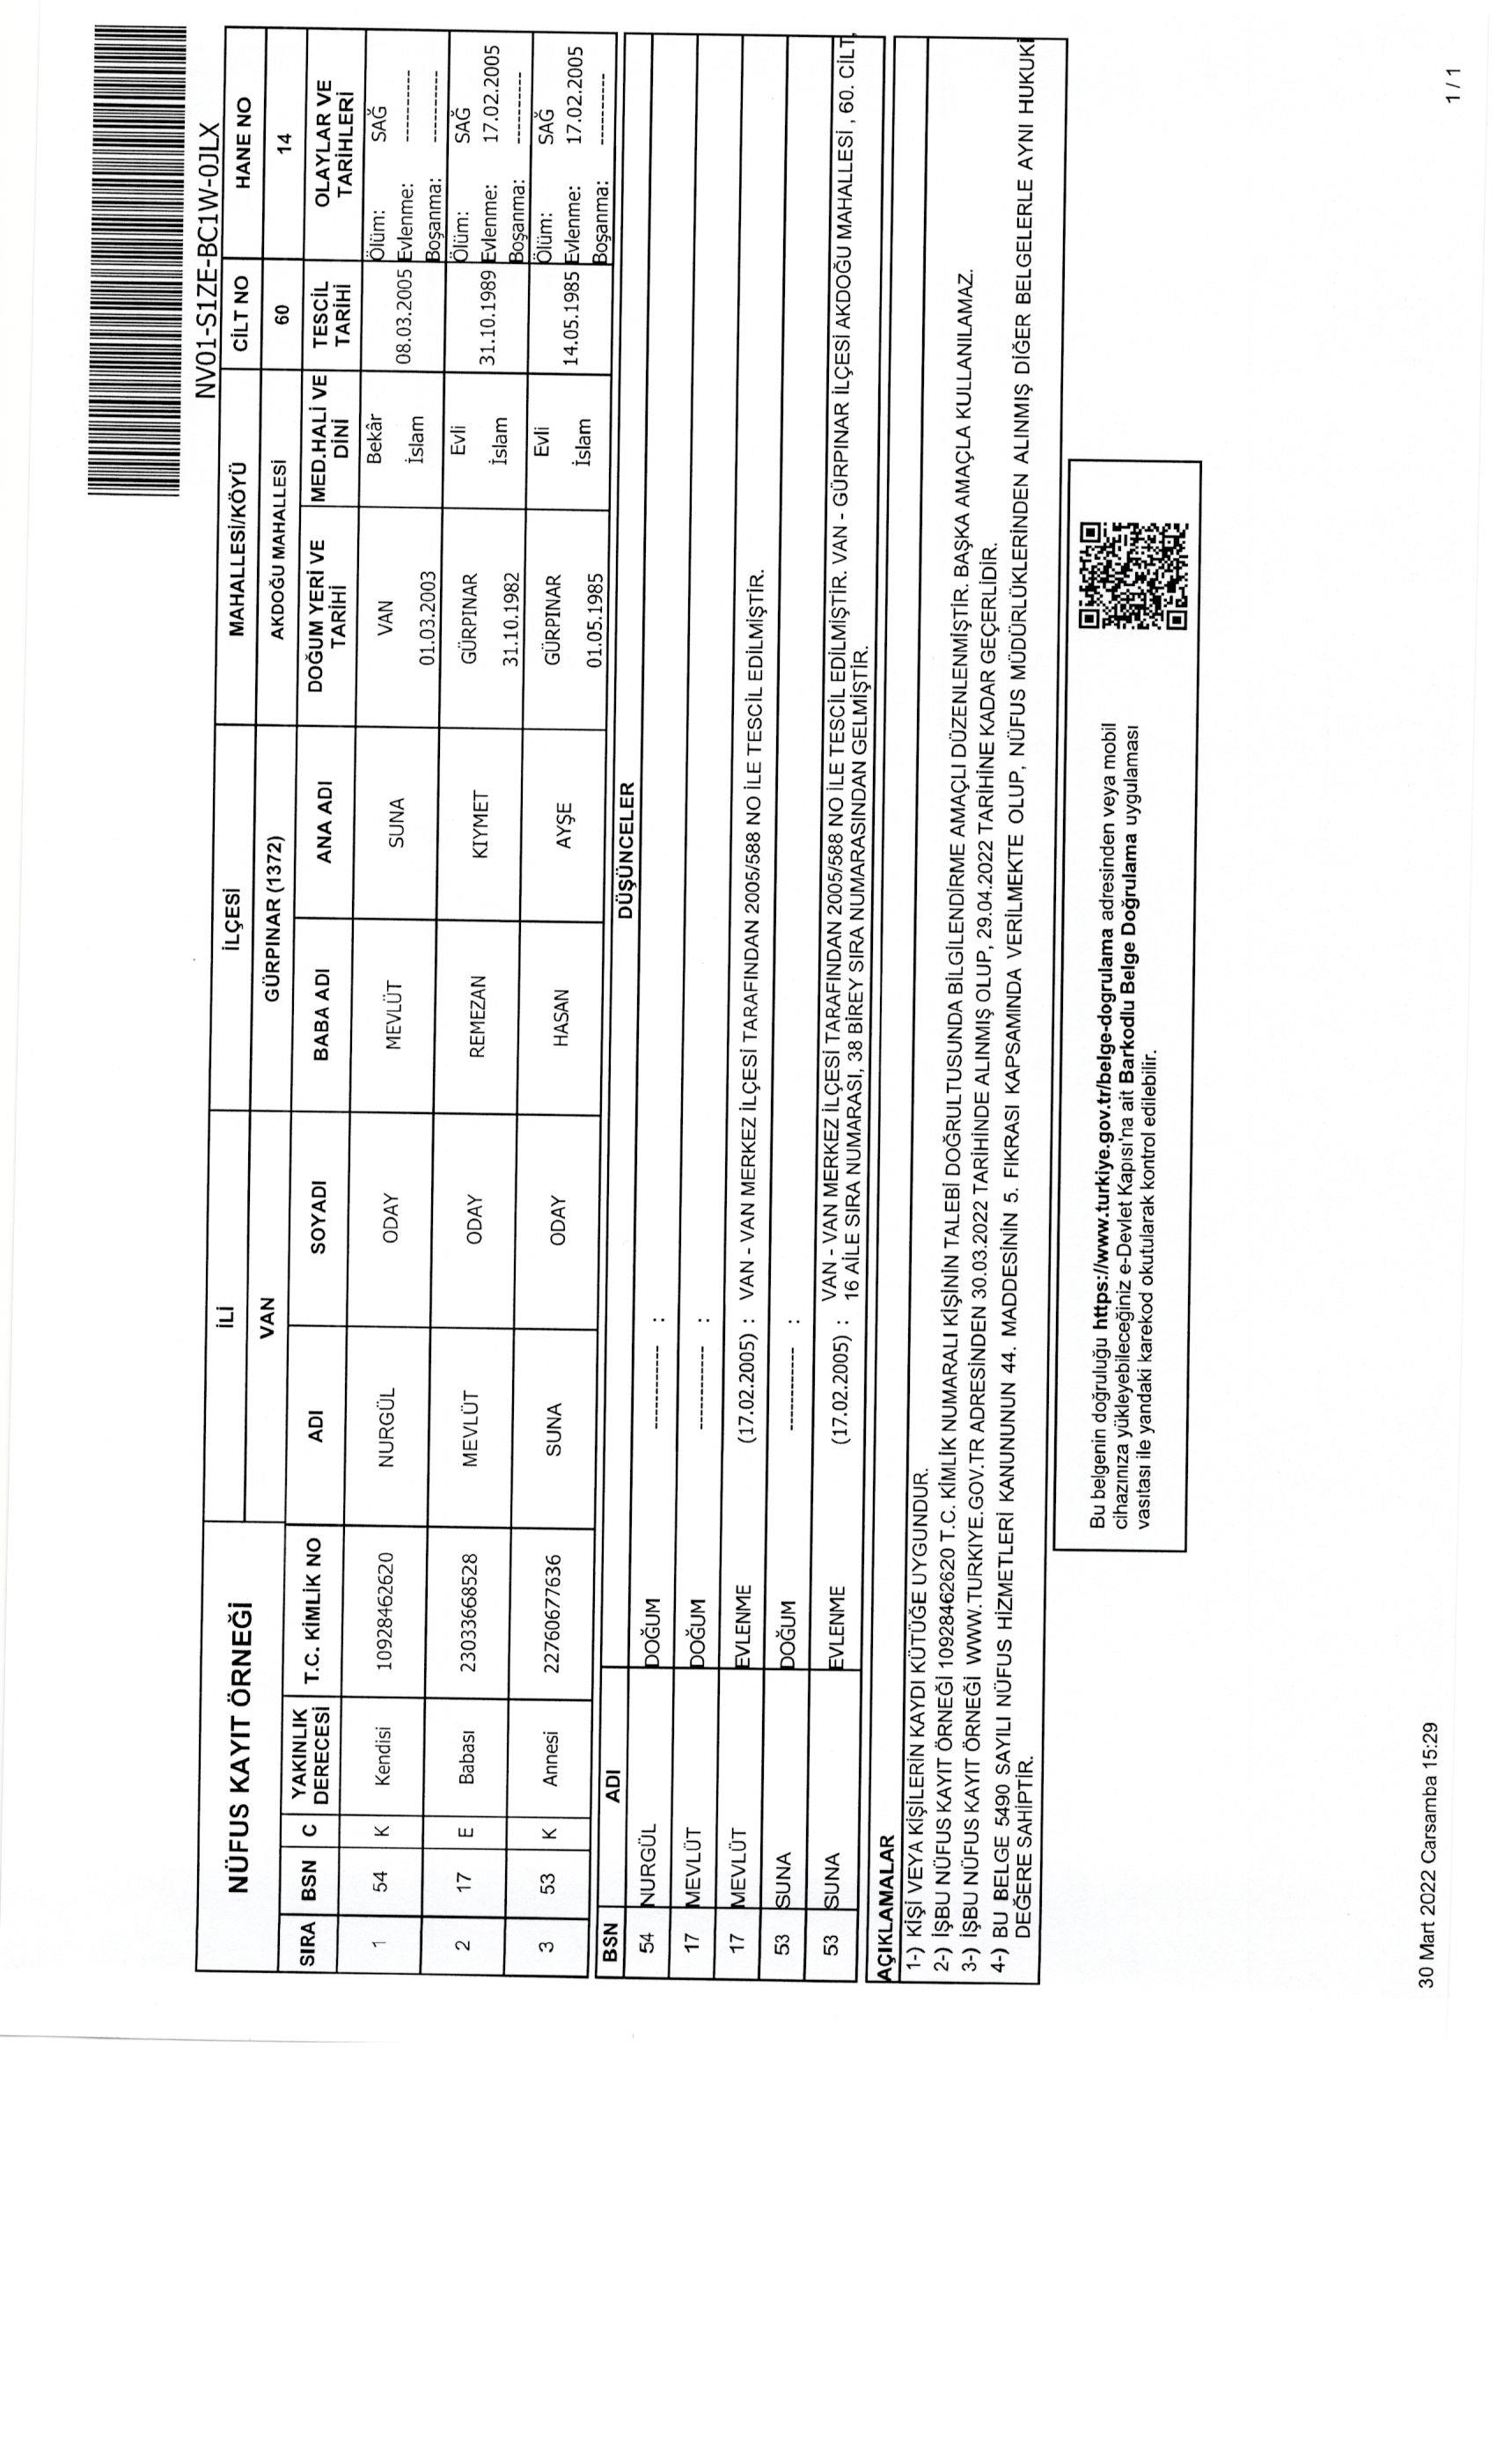 NV01-S1ZE-BC1W-0JLX
NÜFUS KAYIT ÖRNEĞİ
İLİ İLÇESİ MAHALLESİ/KÖYÜ CİLT NO HANE NO
VAN GÜRPINAR (1372) AKDOĞU MAHALLESİ 60 14
SIRA BSN C YAKINLIK DERECESİ T.C. KİMLİK NO ADI SOYADI BABA ADI ANA ADI DOĞUM YERİ VE TARİHİ MED.HALİ VE DİNİ TESCİL TARİHİ OLAYLAR VE TARİHLERİ
1 54 K Kendisi 10928462620 NURGÜL ODAY MEVLÜT SUNA VAN 01.03.2003 Bekâr İslam 08.03.2005 Ölüm: SAĞ Evlenme: ----------- Boşanma: -----------
2 17 E Babası 23033668528 MEVLÜT ODAY REMEZAN KIYMET GÜRPINAR 31.10.1982 Evli İslam 31.10.1989 Ölüm: SAĞ Evlenme: 17.02.2005 Boşanma: -----------
3 53 K Annesi 22760677636 SUNA ODAY HASAN AYŞE GÜRPINAR 01.05.1985 Evli İslam 14.05.1985 Ölüm: SAĞ Evlenme: 17.02.2005 Boşanma: -----------
BSN ADI DÜŞÜNCELER
54 NURGÜL DOĞUM ------------ :
17 MEVLÜT DOĞUM ------------ :
17 MEVLÜT EVLENME (17.02.2005) : VAN - VAN MERKEZ İLÇESİ TARAFINDAN 2005/588 NO İLE TESCİL EDİLMİŞTİR.
53 SUNA DOĞUM ------------ :
53 SUNA EVLENME (17.02.2005) : VAN - VAN MERKEZ İLÇESİ TARAFINDAN 2005/588 NO İLE TESCİL EDİLMİŞTİR. VAN - GÜRPINAR İLÇESİ AKDOĞU MAHALLESİ , 60. CİLT,
16 AİLE SIRA NUMARASI, 38 BİREY SIRA NUMARASINDAN GELMİŞTİR.
AÇIKLAMALAR
1-) KİŞİ VEYA KİŞİLERİN KAYDI KÜTÜĞE UYGUNDUR.
2-) İŞBU NÜFUS KAYIT ÖRNEĞİ 10928462620 T.C. KİMLİK NUMARALI KİŞİNİN TALEBİ DOĞRULTUSUNDA BİLGİLENDİRME AMAÇLI DÜZENLENMİŞTİR. BAŞKA AMAÇLA KULLANILAMAZ.
3-) İŞBU NÜFUS KAYIT ÖRNEĞİ WWW.TURKIYE.GOV.TR ADRESİNDEN 30.03.2022 TARİHİNDE ALINMIŞ OLUP, 29.04.2022 TARİHİNE KADAR GEÇERLİDİR.
4-) BU BELGE 5490 SAYILI NÜFUS HİZMETLERİ KANUNUNUN 44. MADDESİNİN 5. FIKRASI KAPSAMINDA VERİLMEKTE OLUP, NÜFUS MÜDÜRLÜKLERİNDEN ALINMIŞ DİĞER BELGELERLE AYNI HUKUKİ
DEĞERE SAHİPTİR.
Bu belgenin doğruluğu https://www.turkiye.gov.tr/belge-dogrulama adresinden veya mobil
cihazınıza yükleyebileceğiniz e-Devlet Kapısı'na ait Barkodlu Belge Doğrulama uygulaması
vasıtası ile yandaki karekod okutularak kontrol edilebilir.
30 Mart 2022 Carsamba 15:29
1 / 1